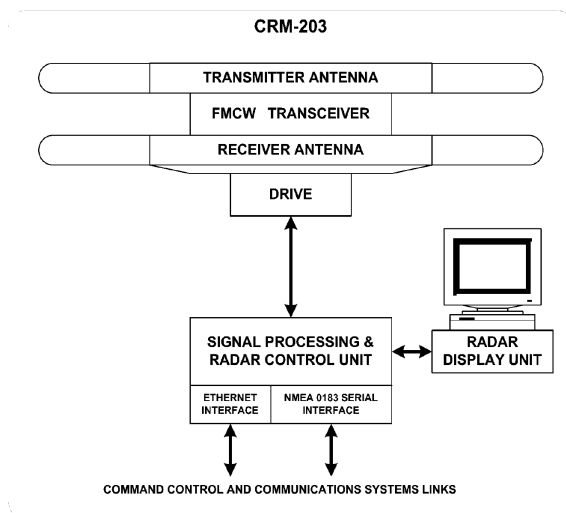 CRM-203
TRANSMITTER ANTENNA
FMCW TRANSCEIVER
RECEIVER ANTENNA
DRIVE
SIGNAL PROCESSING &
RADAR CONTROL UNIT
RADAR
DISPLAY UNIT
ETHERNET
INTERFACE
NMEA 0183 SERIAL
INTERFACE
COMMAND CONTROL AND COMMUNICATIONS SYSTEMS LINKS